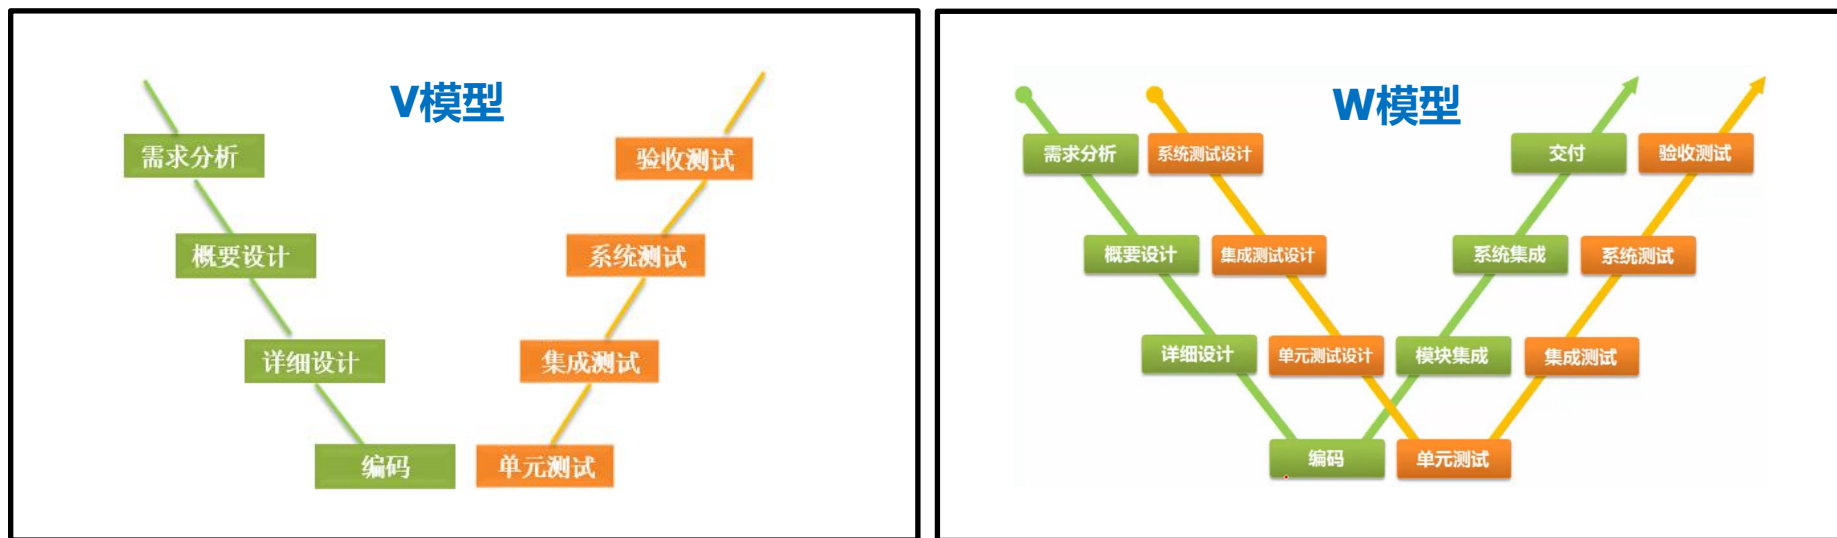 V模型
需求分析
验收测试
概要设计
系统测试
详细设计
集成测试
编码
单元测试
W模型
需求分析
系统测试设计
交付
验收测试
概要设计
集成测试设计
系统集成
系统测试
详细设计
单元测试设计
模块集成
集成测试
编码
单元测试